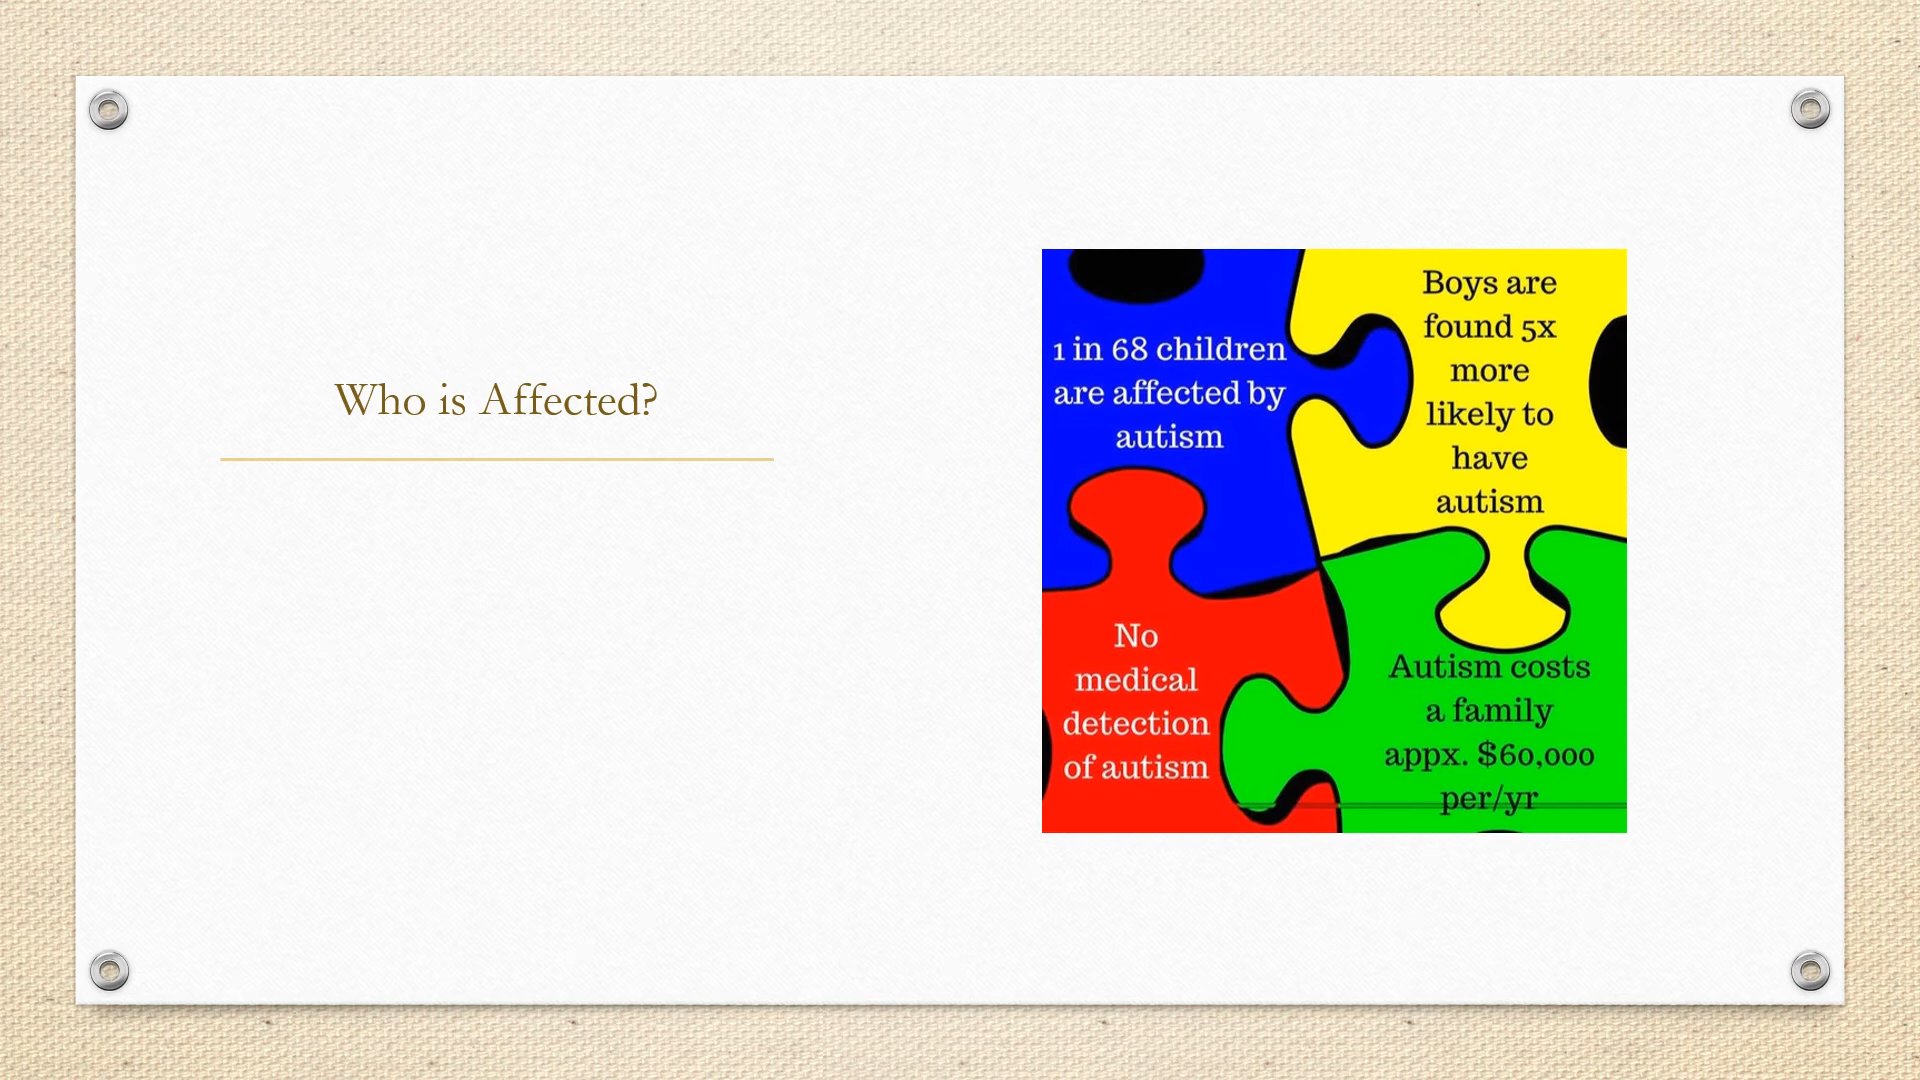 Who is Affected?
1 in 68 children
are affected by
autism
Boys are
found 5x
more
likely to
have
autism
No
medical
detection
of autism
Autism costs
a family
appx. $60,000
per/yr